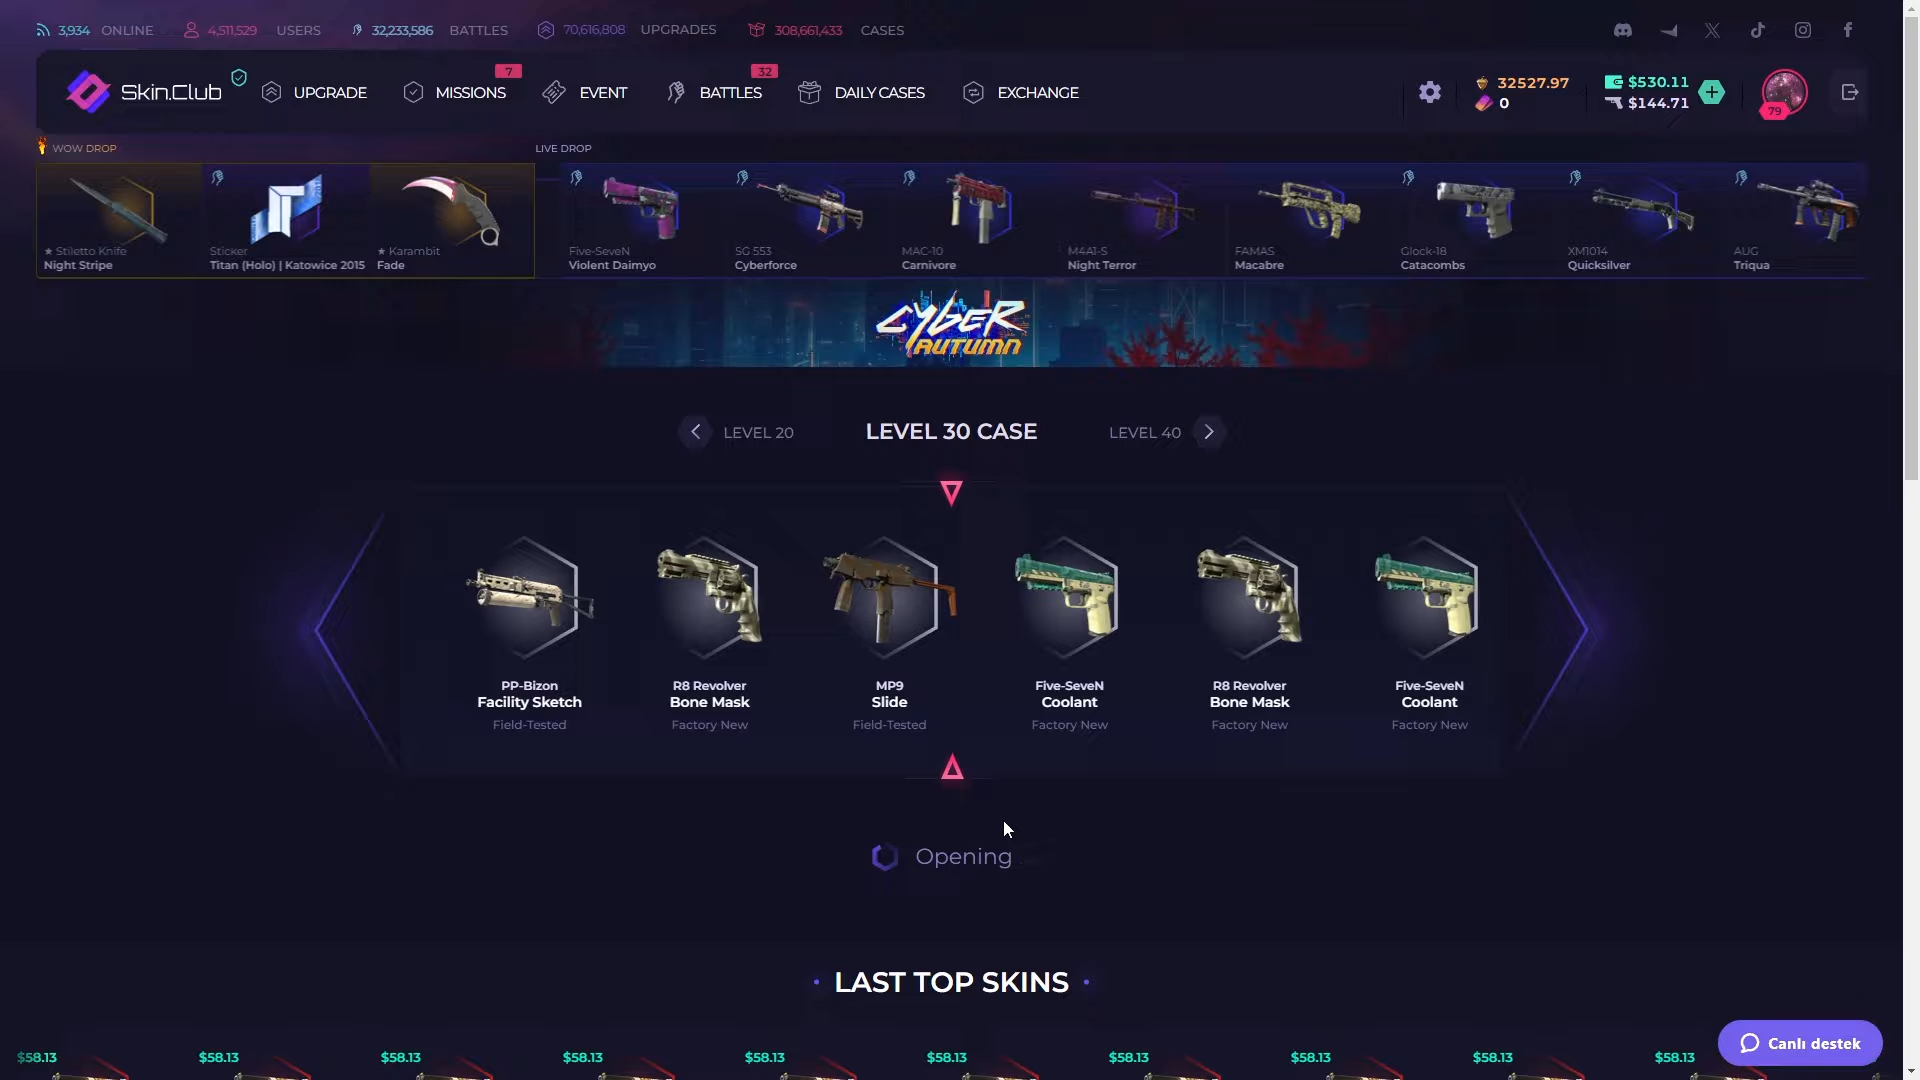 3,934 ONLINE 4,511,529 USERS 32,233,586 BATTLES 70,616,808 UPGRADES 308,661,433 CASES
Skin.Club UPGRADE MISSIONS 7 EVENT BATTLES 32 DAILY CASES EXCHANGE
32527.97 $530.11
0 $144.71
79
WOW DROP LIVE DROP
★ Stiletto Knife Sticker ★ Karambit Five-SeveN SG 553 MAC-10 M4A1-S FAMAS Glock-18 XM1014 AUG
Night Stripe Titan (Holo) | Katowice 2015 Fade Violent Daimyo Cyberforce Carnivore Night Terror Macabre Catacombs Quicksilver Triqua
CYBER
AUTUMN
LEVEL 20 LEVEL 30 CASE LEVEL 40
PP-Bizon R8 Revolver MP9 Five-SeveN R8 Revolver Five-SeveN
Facility Sketch Bone Mask Slide Coolant Bone Mask Coolant
Field-Tested Factory New Field-Tested Factory New Factory New Factory New
Opening
LAST TOP SKINS
$58.13 $58.13 $58.13 $58.13 $58.13 $58.13 $58.13 $58.13 $58.13 $58.13
Canlı destek